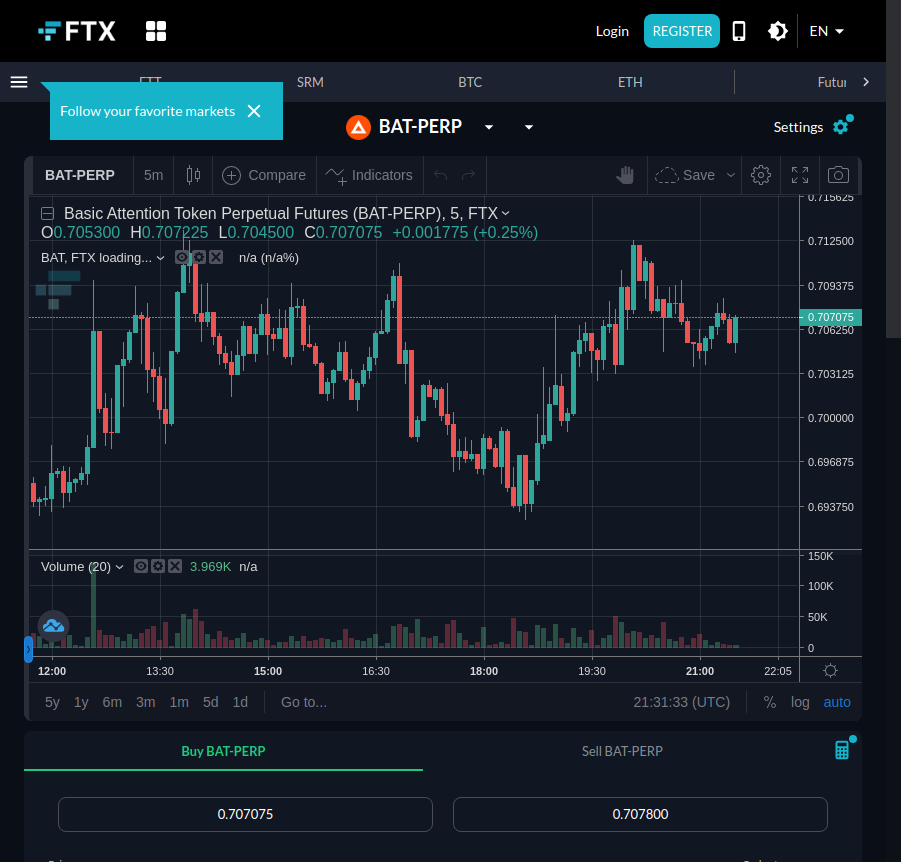 FTX
Login
REGISTER
EN
FTT SRM BTC ETH Futur
Follow your favorite markets
BAT-PERP
Settings
BAT-PERP 5m Compare Indicators Save
Basic Attention Token Perpetual Futures (BAT-PERP), 5, FTX
O0.705300 H0.707225 L0.704500 C0.707075 +0.001775 (+0.25%)
BAT, FTX loading... n/a (n/a%)
0.715625
0.712500
0.709375
0.707075
0.706250
0.703125
0.700000
0.696875
0.693750
Volume (20) 3.969K n/a
150K
100K
50K
0
12:00 13:30 15:00 16:30 18:00 19:30 21:00 22:05
5y 1y 6m 3m 1m 5d 1d Go to... 21:31:33 (UTC) % log auto
Buy BAT-PERP Sell BAT-PERP
0.707075 0.707800